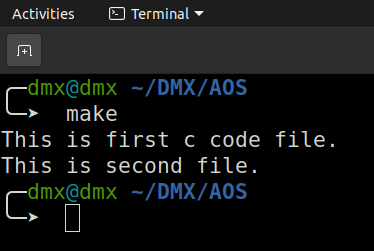 Activities Terminal
dmx@dmx ~/DMX/AOS
make
This is first c code file.
This is second file.
dmx@dmx ~/DMX/AOS